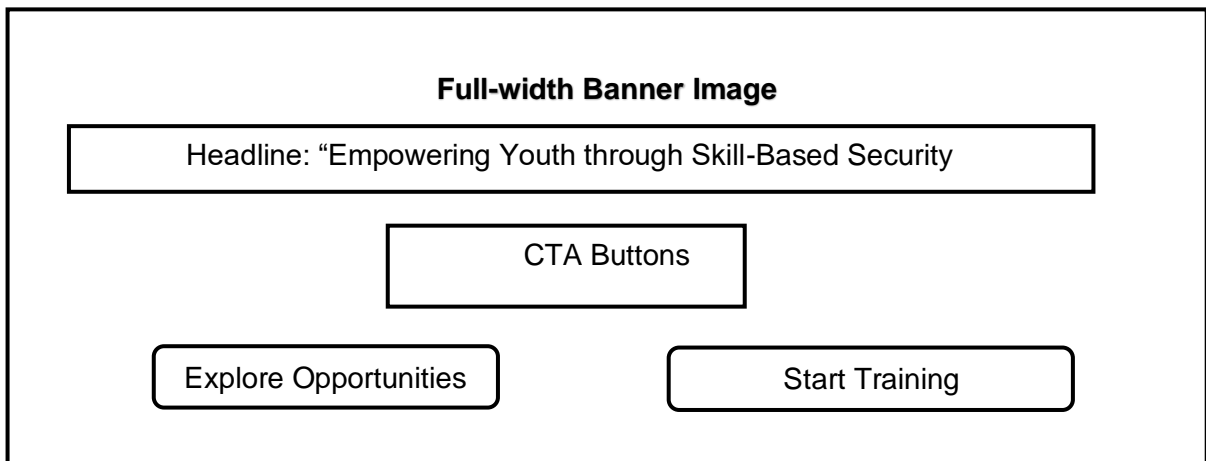 Full-width Banner Image
Headline: “Empowering Youth through Skill-Based Security
CTA Buttons
Explore Opportunities
Start Training